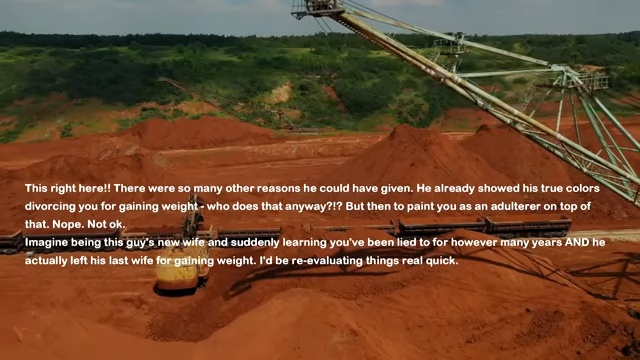 This right here!! There were so many other reasons he could have given. He already showed his true colors
divorcing you for gaining weight - who does that anyway?!? But then to paint you as an adulterer on top of
that. Nope. Not ok.
Imagine being this guy's new wife and suddenly learning you've been lied to for however many years AND he
actually left his last wife for gaining weight. I'd be re-evaluating things real quick.